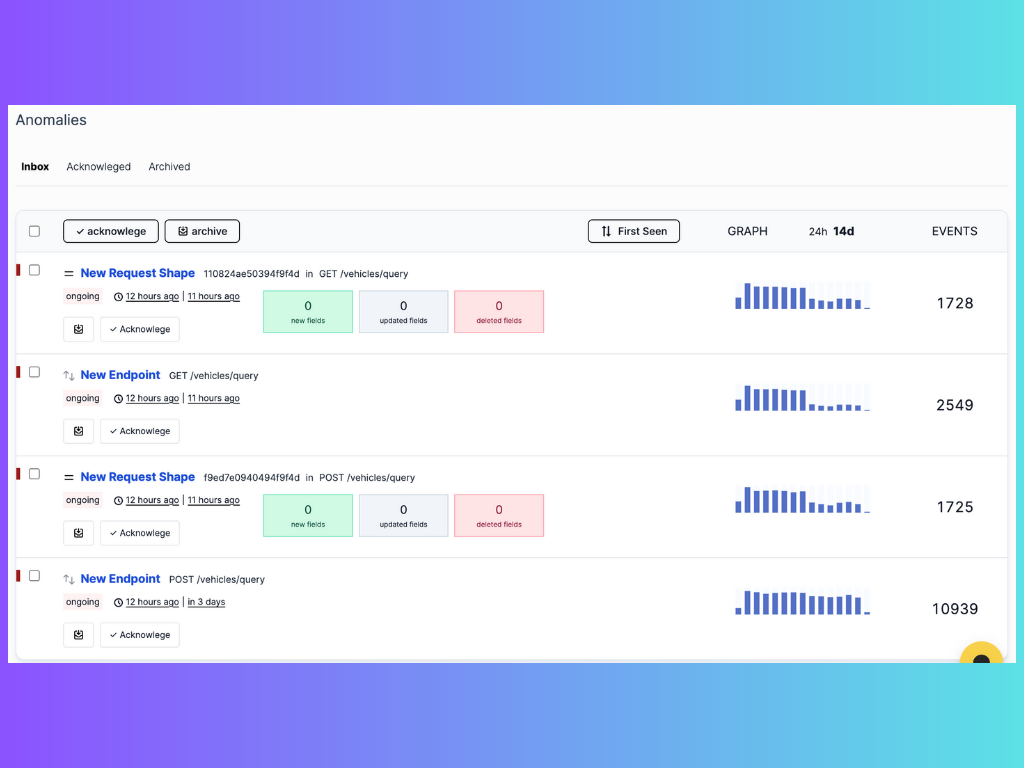 Anomalies
Inbox Acknowleged Archived
acknowlege archive First Seen GRAPH 24h 14d EVENTS
New Request Shape 110824ae50394f9f4d in GET /vehicles/query
ongoing 12 hours ago | 11 hours ago
0 new fields
0 updated fields
0 deleted fields
1728
Acknowlege
New Endpoint GET /vehicles/query
ongoing 12 hours ago | 11 hours ago
2549
Acknowlege
New Request Shape f9ed7e0940494f9f4d in POST /vehicles/query
ongoing 12 hours ago | 11 hours ago
0 new fields
0 updated fields
0 deleted fields
1725
Acknowlege
New Endpoint POST /vehicles/query
ongoing 12 hours ago | in 3 days
10939
Acknowlege